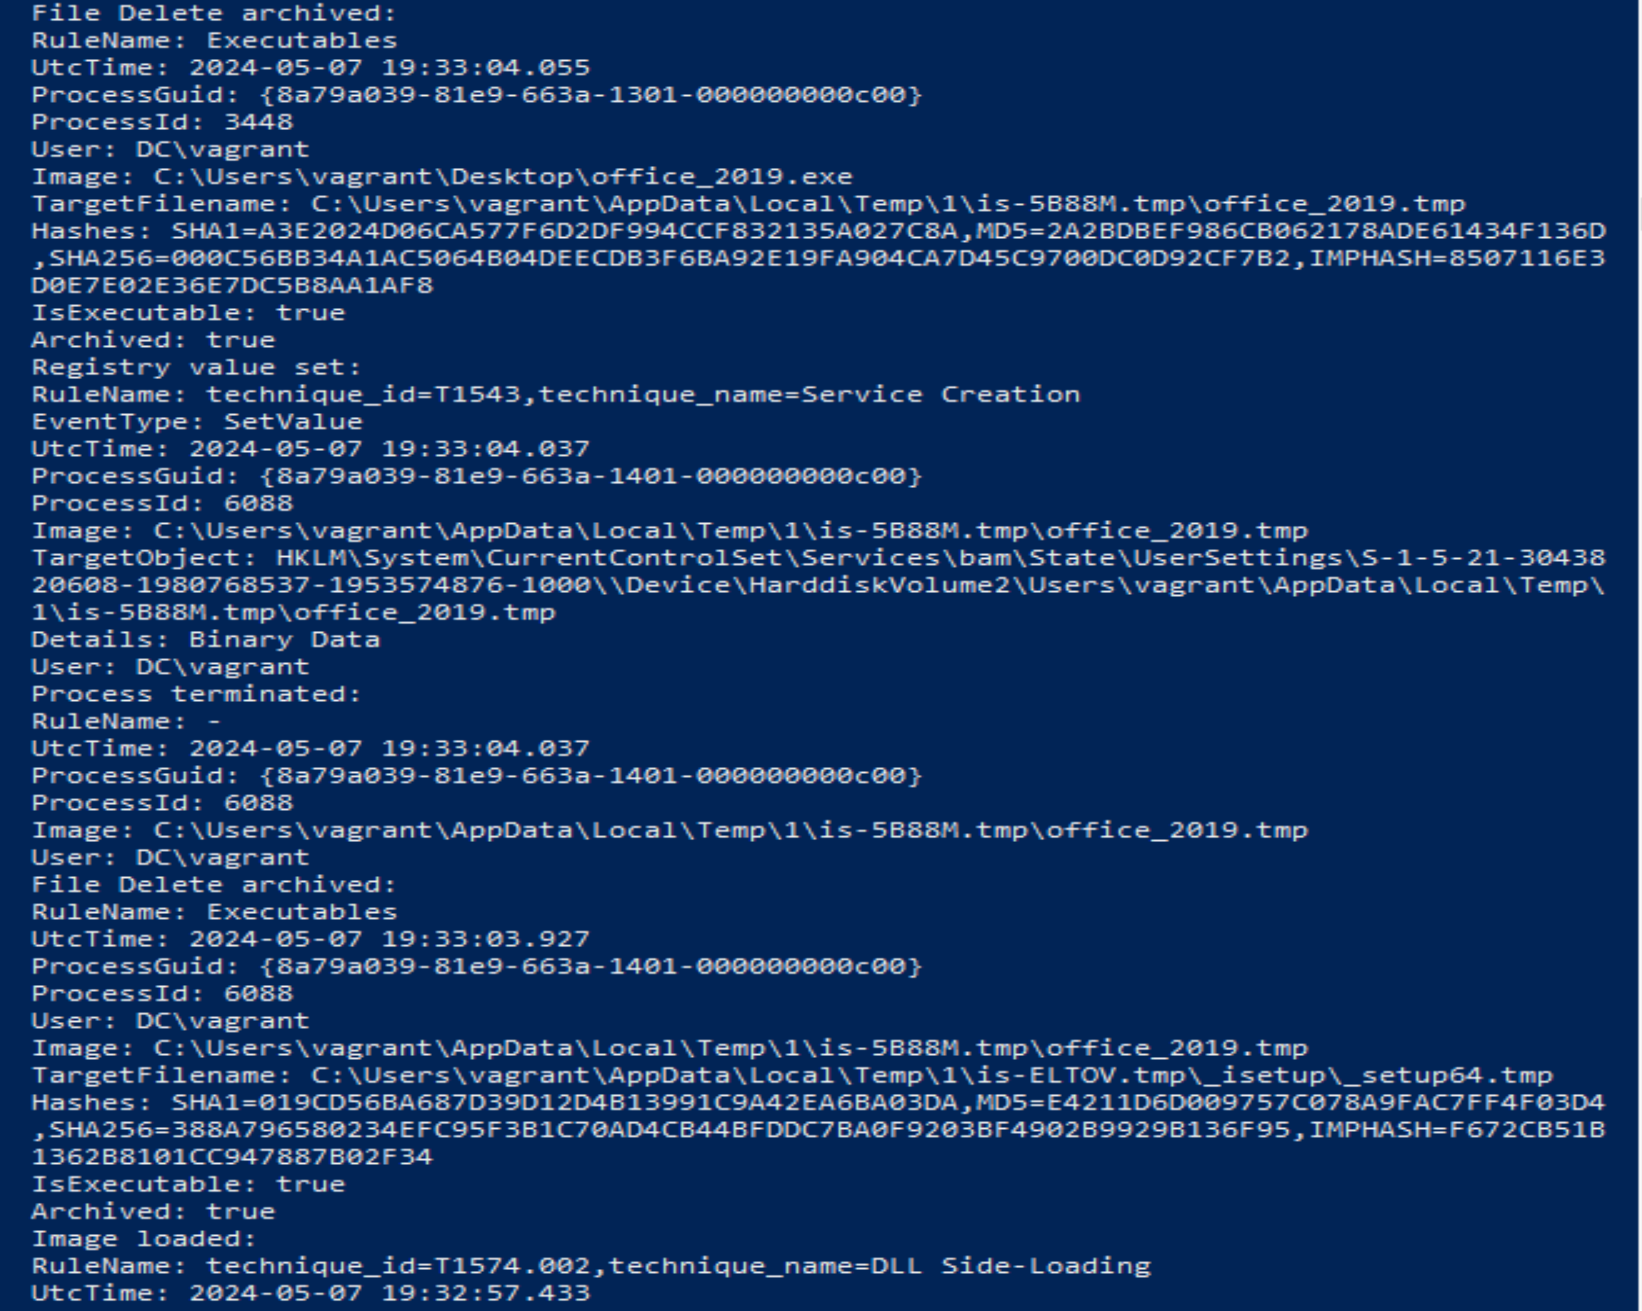 File Delete archived:
RuleName: Executables
UtcTime: 2024-05-07 19:33:04.055
ProcessGuid: {8a79a039-81e9-663a-1301-000000000c00}
ProcessId: 3448
User: DC\vagrant
Image: C:\Users\vagrant\Desktop\office_2019.exe
TargetFilename: C:\Users\vagrant\AppData\Local\Temp\1\is-5B88M.tmp\office_2019.tmp
Hashes: SHA1=A3E2024D06CA577F6D2DF994CCF832135A027C8A,MD5=2A2BDBEF986CB062178ADE61434F136D
,SHA256=000C56BB34A1AC5064B04DEECDB3F6BA92E19FA904CA7D45C9700DC0D92CF7B2,IMPHASH=8507116E3
D0E7E02E36E7DC5B8AA1AF8
IsExecutable: true
Archived: true
Registry value set:
RuleName: technique_id=T1543,technique_name=Service Creation
EventType: SetValue
UtcTime: 2024-05-07 19:33:04.037
ProcessGuid: {8a79a039-81e9-663a-1401-000000000c00}
ProcessId: 6088
Image: C:\Users\vagrant\AppData\Local\Temp\1\is-5B88M.tmp\office_2019.tmp
TargetObject: HKLM\System\CurrentControlSet\Services\bam\State\UserSettings\S-1-5-21-30438
20608-1980768537-1953574876-1000\\Device\HarddiskVolume2\Users\vagrant\AppData\Local\Temp\
1\is-5B88M.tmp\office_2019.tmp
Details: Binary Data
User: DC\vagrant
Process terminated:
RuleName: -
UtcTime: 2024-05-07 19:33:04.037
ProcessGuid: {8a79a039-81e9-663a-1401-000000000c00}
ProcessId: 6088
Image: C:\Users\vagrant\AppData\Local\Temp\1\is-5B88M.tmp\office_2019.tmp
User: DC\vagrant
File Delete archived:
RuleName: Executables
UtcTime: 2024-05-07 19:33:03.927
ProcessGuid: {8a79a039-81e9-663a-1401-000000000c00}
ProcessId: 6088
User: DC\vagrant
Image: C:\Users\vagrant\AppData\Local\Temp\1\is-5B88M.tmp\office_2019.tmp
TargetFilename: C:\Users\vagrant\AppData\Local\Temp\1\is-ELTOV.tmp\_isetup\_setup64.tmp
Hashes: SHA1=019CD56BA687D39D12D4B13991C9A42EA6BA03DA,MD5=E4211D6D009757C078A9FAC7FF4F03D4
,SHA256=388A796580234EFC95F3B1C70AD4CB44BFDDC7BA0F9203BF4902B9929B136F95,IMPHASH=F672CB51B
1362B8101CC947887B02F34
IsExecutable: true
Archived: true
Image loaded:
RuleName: technique_id=T1574.002,technique_name=DLL Side-Loading
UtcTime: 2024-05-07 19:32:57.433